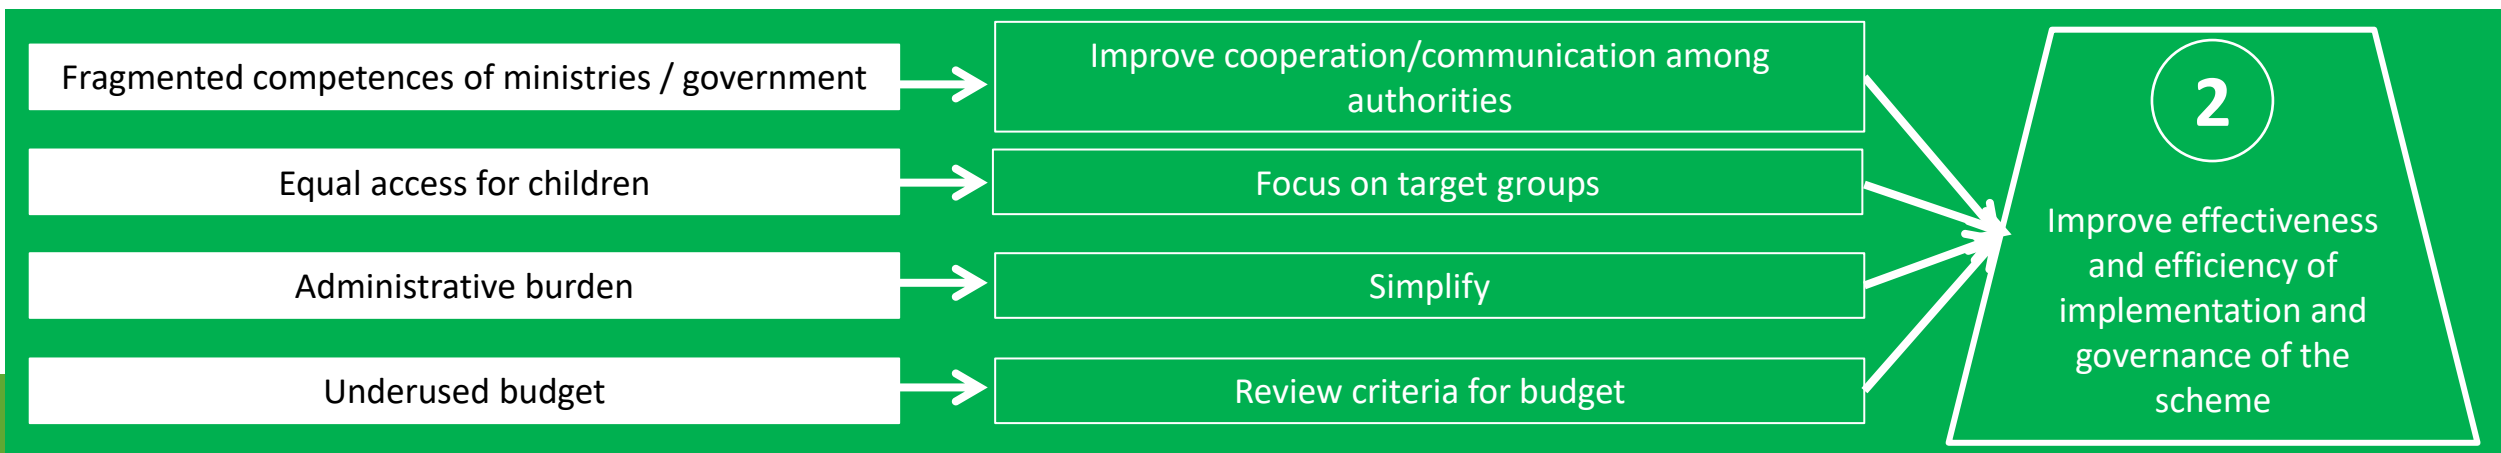 Fragmented competences of ministries / government
Improve cooperation/communication among
authorities
Equal access for children
Focus on target groups
Administrative burden
Simplify
Underused budget
Review criteria for budget
2
Improve effectiveness
and efficiency of
implementation and
governance of the
scheme